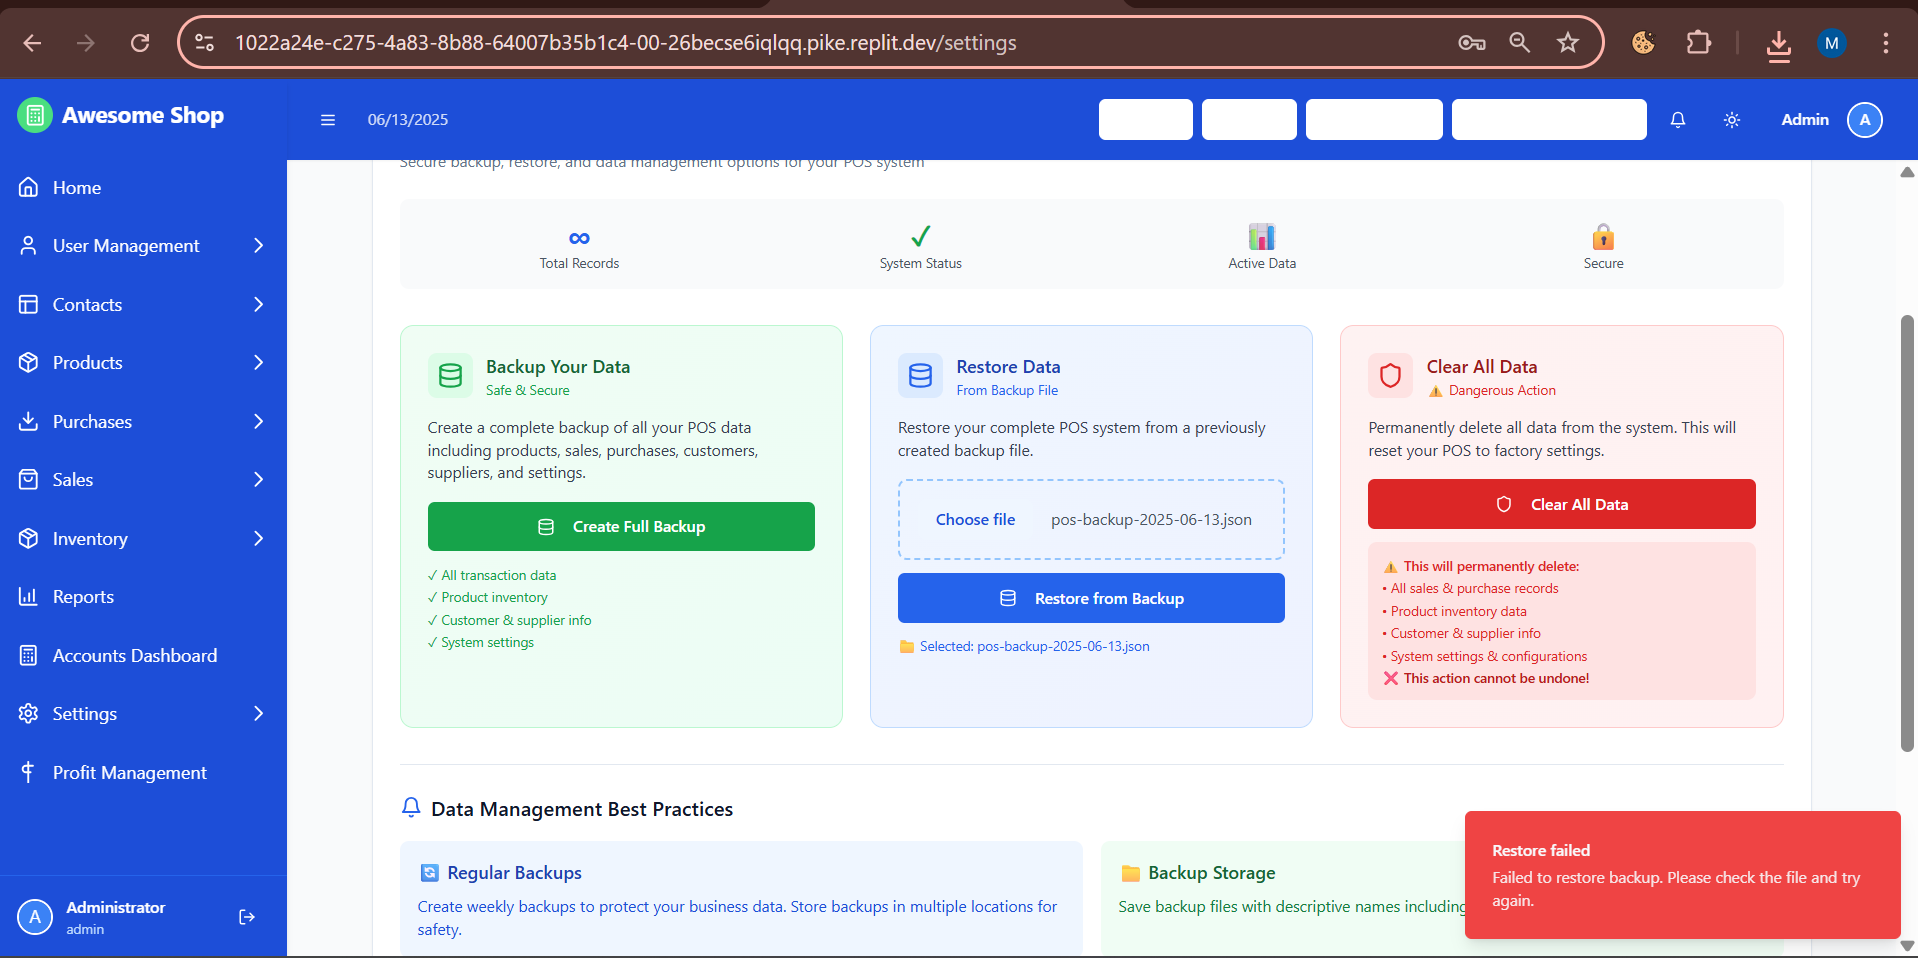 1022a24e-c275-4a83-8b88-64007b35b1c4-00-26becse6iqlqq.pike.replit.dev/settings
M
Awesome Shop
06/13/2025
Admin
A
Home
User Management
Contacts
Products
Purchases
Sales
Inventory
Reports
Accounts Dashboard
Settings
Profit Management
A
Administrator
admin
Secure backup, restore, and data management options for your POS system
∞
Total Records
✓
System Status
Active Data
Secure
Backup Your Data
Safe & Secure
Create a complete backup of all your POS data
including products, sales, purchases, customers,
suppliers, and settings.
Create Full Backup
✓ All transaction data
✓ Product inventory
✓ Customer & supplier info
✓ System settings
Restore Data
From Backup File
Restore your complete POS system from a previously
created backup file.
Choose file pos-backup-2025-06-13.json
Restore from Backup
📁 Selected: pos-backup-2025-06-13.json
Clear All Data
⚠️ Dangerous Action
Permanently delete all data from the system. This will
reset your POS to factory settings.
Clear All Data
⚠️ This will permanently delete:
• All sales & purchase records
• Product inventory data
• Customer & supplier info
• System settings & configurations
❌ This action cannot be undone!
Data Management Best Practices
🔄 Regular Backups
Create weekly backups to protect your business data. Store backups in multiple locations for
safety.
📁 Backup Storage
Save backup files with descriptive names including
Restore failed
Failed to restore backup. Please check the file and try
again.